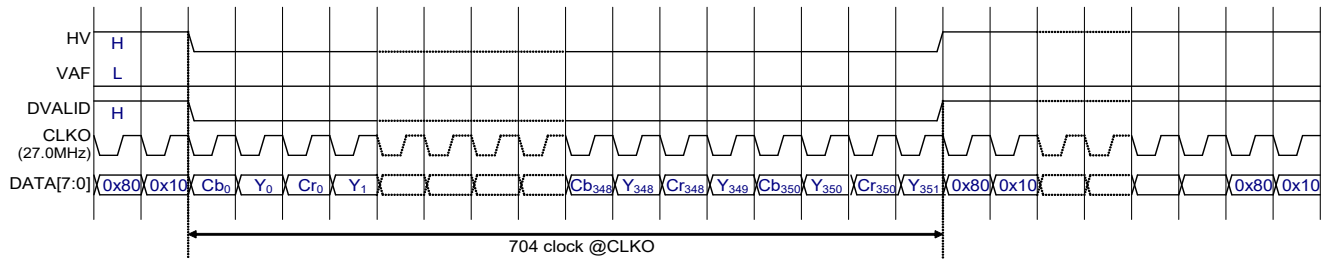 HV H
VAF L
DVALID H
CLKO
(27.0MHz)
DATA[7:0] 0x80 0x10 Cb0 Y0 Cr0 Y1 Cb348 Y348 Cr348 Y349 Cb350 Y350 Cr350 Y351 0x80 0x10 0x80 0x10
704 clock @CLKO